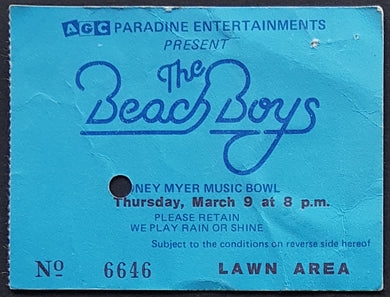 AGC PARADINE ENTERTAINMENTS
PRESENT
The
Beach Boys
NEY MYER MUSIC BOWL
Thursday, March 9 at 8 p.m.
PLEASE RETAIN
WE PLAY RAIN OR SHINE
Subject to the conditions on reverse side hereof
Nº 6646 LAWN AREA